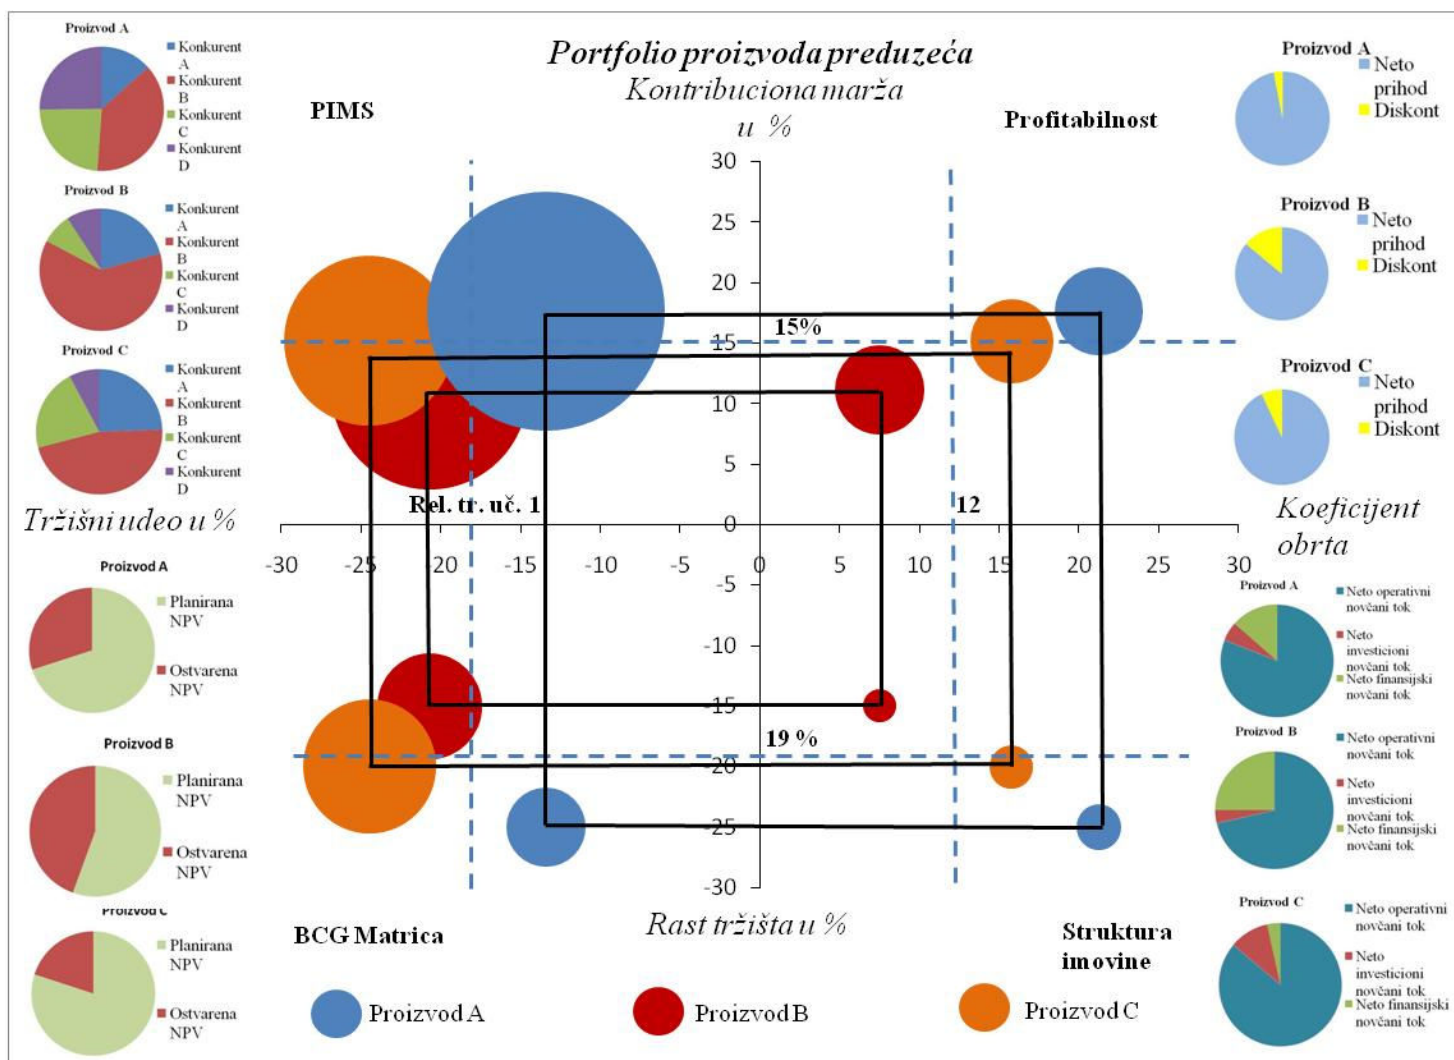 Portfolio proizvoda preduzeća
Kontribuciona marža
u %
PIMS
Profitabilnost
Proizvod A
Konkurent
A
Konkurent
B
Konkurent
C
Konkurent
D
Proizvod B
Konkurent
A
Konkurent
B
Konkurent
C
Konkurent
D
Proizvod C
Konkurent
A
Konkurent
B
Konkurent
C
Konkurent
D
Tržišni udeo u %
Proizvod A
Planirana
NPV
Ostvarena
NPV
Proizvod B
Planirana
NPV
Ostvarena
NPV
Proizvod C
Planirana
NPV
Ostvarena
NPV
30
25
20
15
10
5
0
-5
-10
-15
-20
-25
-30
15%
Rel. tr. uč. 1
12
19 %
-30 -25 -20 -15 -10 -5 0 5 10 15 20 25 30
Proizvod A
Neto
prihod
Diskont
Proizvod B
Neto
prihod
Diskont
Proizvod C
Neto
prihod
Diskont
Koeficijent
obrta
Proizvod A
Neto operativni
novčani tok
Neto
investicioni
novčani tok
Neto finansijski
novčani tok
Proizvod B
Neto operativni
novčani tok
Neto
investicioni
novčani tok
Neto finansijski
novčani tok
Proizvod C
Neto operativni
novčani tok
Neto
investicioni
novčani tok
Neto finansijski
novčani tok
BCG Matrica
Rast tržišta u %
Struktura
imovine
Proizvod A
Proizvod B
Proizvod C